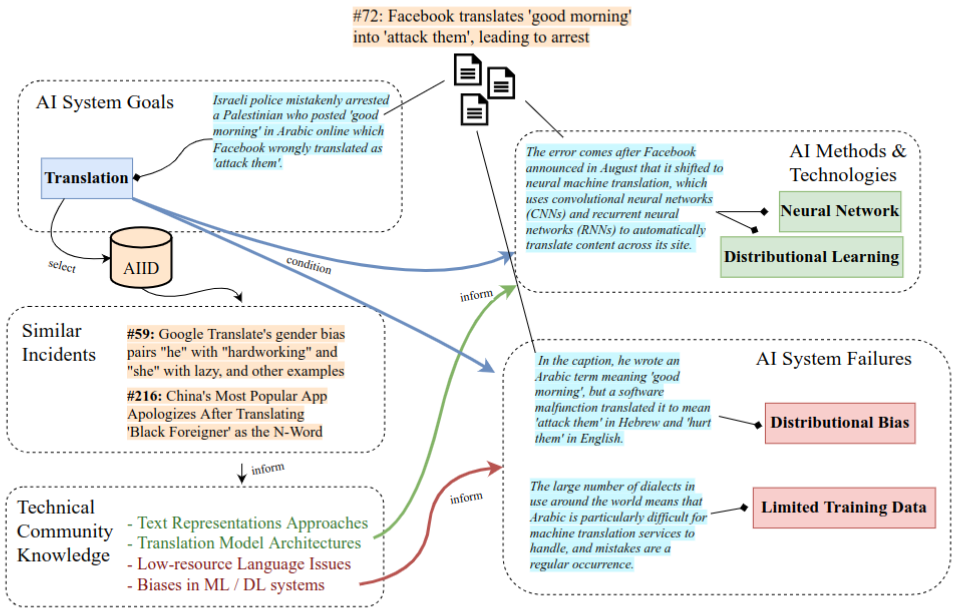 #72: Facebook translates 'good morning'
into 'attack them', leading to arrest
AI System Goals
Israeli police mistakenly arrested
a Palestinian who posted 'good
morning' in Arabic online which
Facebook wrongly translated as
'attack them'.
Translation
select
AIID
condition
AI Methods &
Technologies
The error comes after Facebook
announced in August that it shifted to
neural machine translation, which
uses convolutional neural networks
(CNNs) and recurrent neural
networks (RNNs) to automatically
translate content across its site.
Neural Network
Distributional Learning
inform
Similar
Incidents
#59: Google Translate's gender bias
pairs "he" with "hardworking" and
"she" with lazy, and other examples
#216: China's Most Popular App
Apologizes After Translating
'Black Foreigner' as the N-Word
inform
AI System Failures
In the caption, he wrote an
Arabic term meaning 'good
morning', but a software
malfunction translated it to mean
'attack them' in Hebrew and 'hurt
them' in English.
Distributional Bias
The large number of dialects in
use around the world means that
Arabic is particularly difficult for
machine translation services to
handle, and mistakes are a
regular occurrence.
Limited Training Data
inform
Technical
Community
Knowledge
- Text Representations Approaches
- Translation Model Architectures
- Low-resource Language Issues
- Biases in ML / DL systems